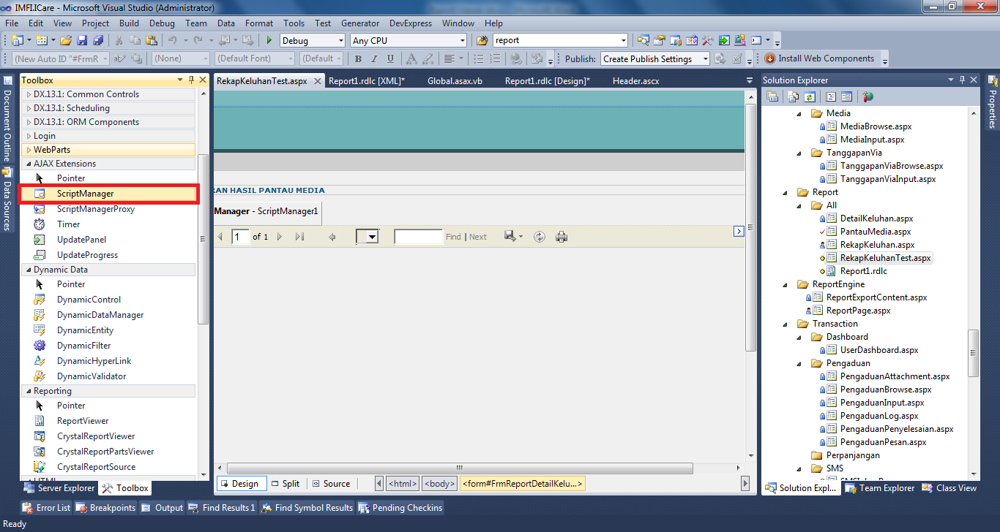 IMFI.ICare - Microsoft Visual Studio (Administrator)
File Edit View Project Build Debug Team Data Format Tools Test Generator DevExpress Window Help
Debug Any CPU report
(New Auto ID "#FrmR (None) (Default Font) (Default B I U A Publish: Create Publish Settings Install Web Components
Document Outline
Data Sources
Toolbox
DX.13.1: Common Controls
DX.13.1: Scheduling
DX.13.1: ORM Components
Login
WebParts
AJAX Extensions
Pointer
ScriptManager
ScriptManagerProxy
Timer
UpdatePanel
UpdateProgress
Dynamic Data
Pointer
DynamicControl
DynamicDataManager
DynamicEntity
DynamicFilter
DynamicHyperLink
DynamicValidator
Reporting
Pointer
ReportViewer
CrystalReportViewer
CrystalReportPartsViewer
CrystalReportSource
Server Explorer Toolbox
RekapKeluhanTest.aspx Report1.rdlc [XML]* Global.asax.vb Report1.rdlc [Design]* Header.ascx
RAN HASIL PANTAU MEDIA
Manager - ScriptManager1
1 of 1 Find | Next
Design Split Source <html> <body> <form#FrmReportDetailKelu...>
Solution Explorer
Media
MediaBrowse.aspx
MediaInput.aspx
TanggapanVia
TanggapanViaBrowse.aspx
TanggapanViaInput.aspx
Report
All
DetailKeluhan.aspx
PantauMedia.aspx
RekapKeluhan.aspx
RekapKeluhanTest.aspx
Report1.rdlc
ReportEngine
ReportExportContent.aspx
ReportPage.aspx
Transaction
Dashboard
UserDashboard.aspx
Pengaduan
PengaduanAttachment.aspx
PengaduanBrowse.aspx
PengaduanInput.aspx
PengaduanLog.aspx
PengaduanPenyelesaian.aspx
PengaduanPesan.aspx
Perpanjangan
SMS
Solution Expl... Team Explorer Class View
Properties
Error List Breakpoints Output Find Results 1 Find Symbol Results Pending Checkins
Ready